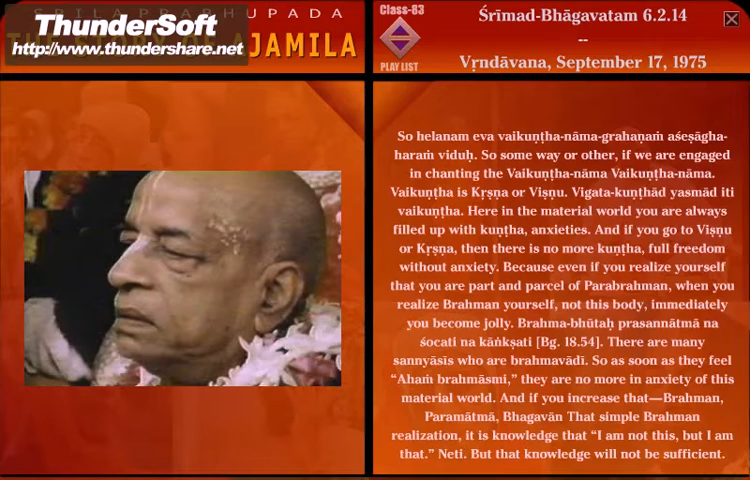 SRILA PRABHUPADA
ThunderSoft
http://www.thundershare.net
AJAMILA
Class-83
PLAY LIST
Śrīmad-Bhāgavatam 6.2.14
--
Vṛndāvana, September 17, 1975
So helanam eva vaikuṇṭha-nāma-grahaṇaṁ aśeṣāgha-
haraṁ viduḥ. So some way or other, if we are engaged
in chanting the Vaikuṇṭha-nāma Vaikuṇṭha-nāma.
Vaikuṇṭha is Kṛṣṇa or Viṣṇu. Vigata-kuṇṭhād yasmād iti
vaikuṇṭha. Here in the material world you are always
filled up with kuṇṭha, anxieties. And if you go to Viṣṇu
or Kṛṣṇa, then there is no more kuṇṭha, full freedom
without anxiety. Because even if you realize yourself
that you are part and parcel of Parabrahman, when you
realize Brahman yourself, not this body, immediately
you become jolly. Brahma-bhūtaḥ prasannātmā na
śocati na kāṅkṣati [Bg. 18.54]. There are many
sannyāsīs who are brahmavādī. So as soon as they feel
“Ahaṁ brahmāsmi,” they are no more in anxiety of this
material world. And if you increase that—Brahman,
Paramātmā, Bhagavān That simple Brahman
realization, it is knowledge that “I am not this, but I am
that.” Neti. But that knowledge will not be sufficient.